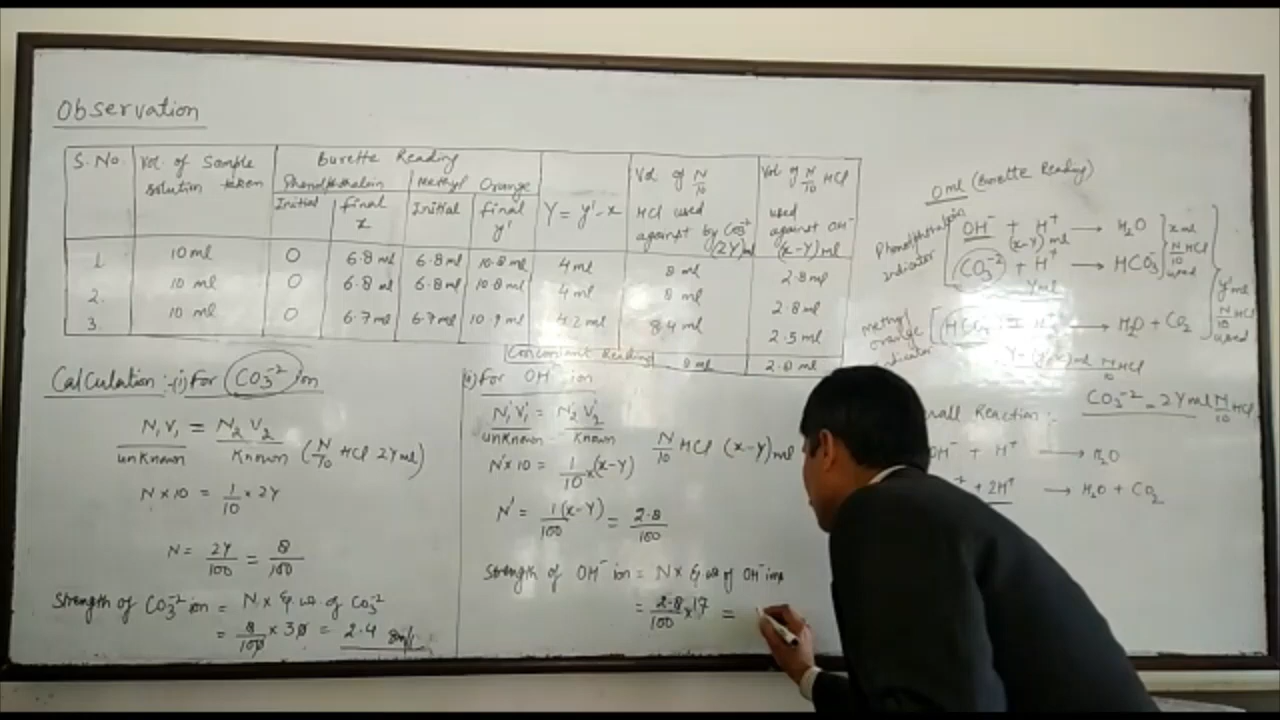 Observation
S. No. Vol. of Sample solution taken Burette Reading Y = y' - x Vol of N/10 HCl used against by CO3-2 (2Y)ml Vol of N/10 HCl used against OH- (x-Y)ml
Phenolphthalein Methyl Orange
Initial final x Initial final y'
1. 10 ml 0 6.8 ml 6.8 ml 10.8 ml 4 ml 8 ml 2.8 ml
2. 10 ml 0 6.8 ml 6.8 ml 10.8 ml 4 ml 8 ml 2.8 ml
3. 10 ml 0 6.7 ml 6.7 ml 10.9 ml 4.2 ml 8.4 ml 2.5 ml
Concordant Reading 8 ml 2.8 ml
Calculation :- (i) For CO3-2 ion
N1V1 = N2V2
unknown known (N/10 HCl 2Y ml)
N × 10 = 1/10 × 2Y
N = 2Y/100 = 8/100
Strength of CO3-2 ion = N × Eq. wt. of CO3-2
= 8/100 × 30 = 2.4 gm/L
(ii) For OH- ion
N1'V1' = N2'V2'
unknown known N/10 HCl (x-Y) ml
N' × 10 = 1/10 × (x-Y)
N' = 1(x-Y)/100 = 2.8/100
Strength of OH- ion = N × Eq. wt. of OH- ion
= 2.8/100 × 17 =
0 ml (Burette Reading)
Phenolphthalein Indicator
OH- + H+ → H2O
(x-Y) ml
CO3-2 + H+ → HCO3-
Y ml
x ml N/10 HCl used
Methyl orange indicator
HCO3- + H+ → H2O + CO2
y' ml N/10 HCl used
N/10 HCl
CO3-2 = 2Y ml N/10 HCl
Reaction :-
OH- + H+ → H2O
+ 2H+ → H2O + CO2